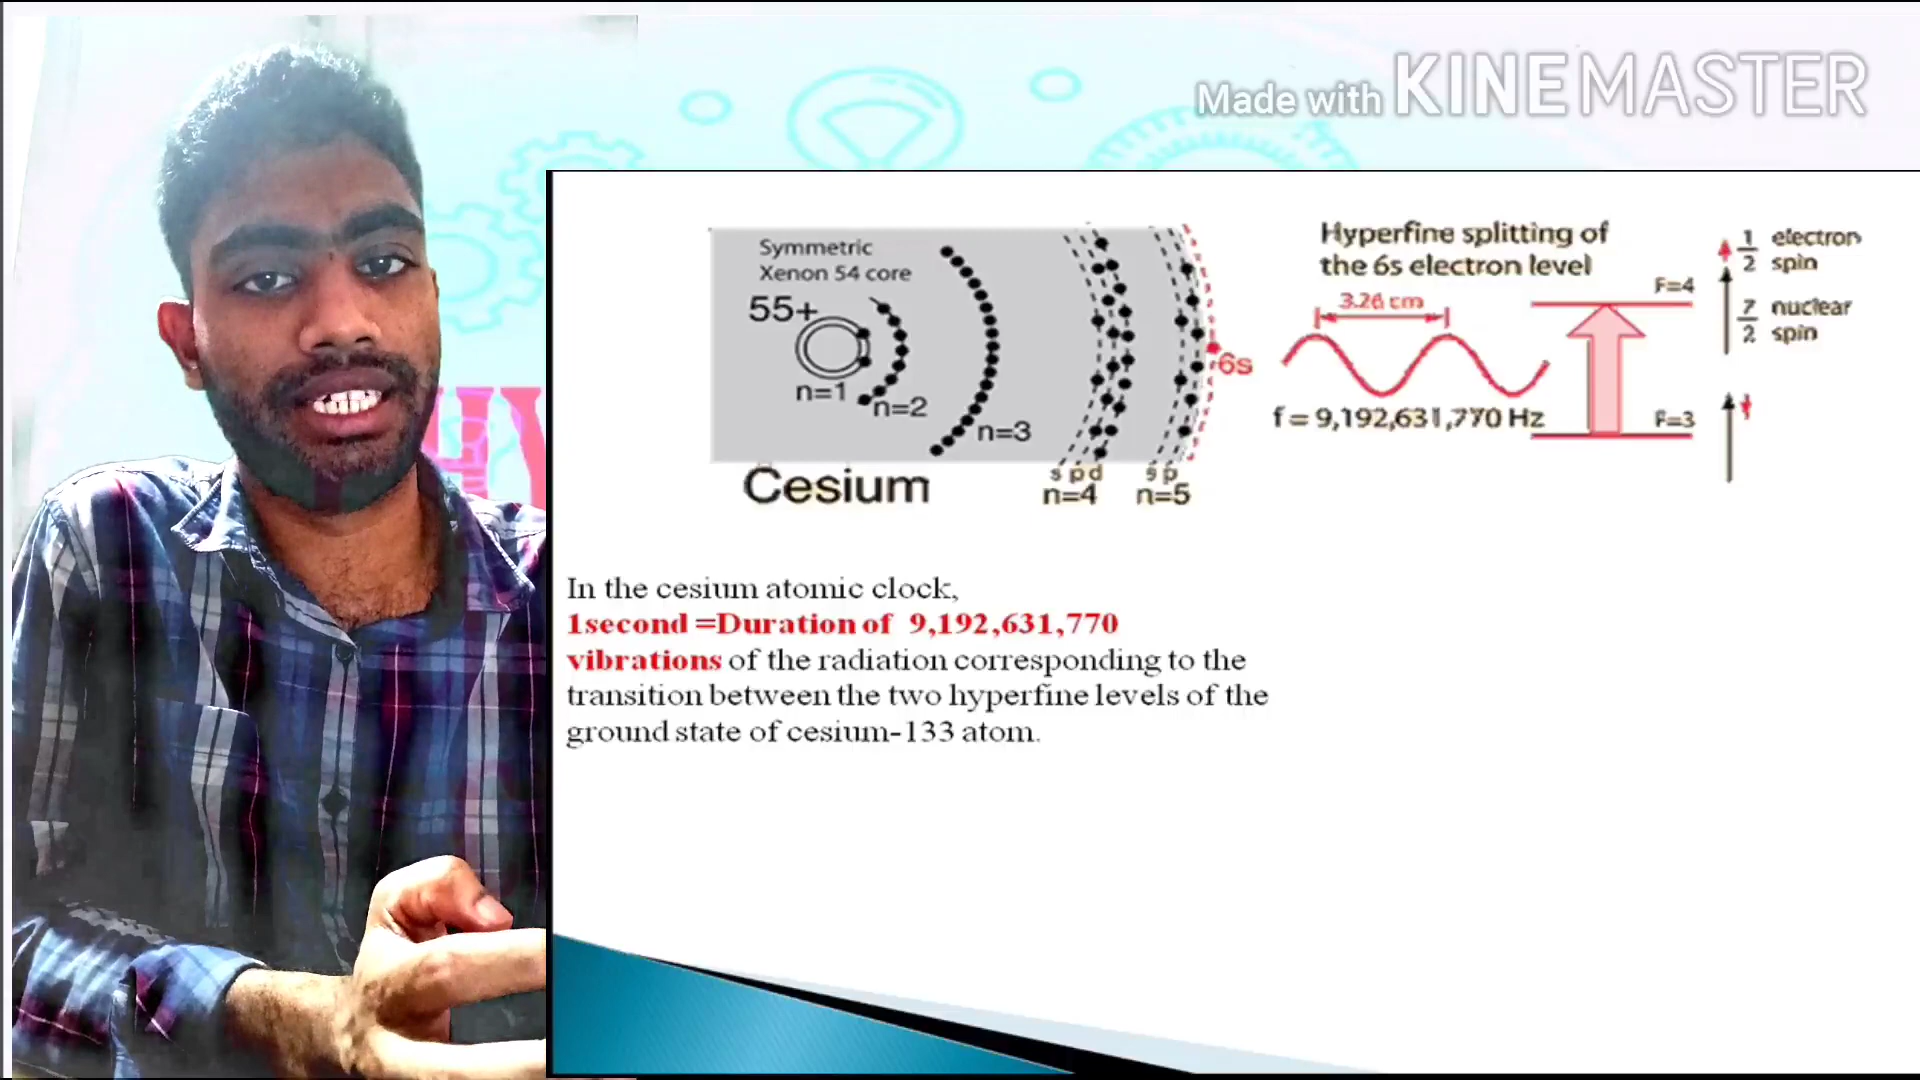 Made with KINEMASTER
HY
Symmetric
Xenon 54 core
55+
n=1
n=2
n=3
6s
s p d
n=4
s p
n=5
Cesium
Hyperfine splitting of
the 6s electron level
3.26 cm
f = 9,192,631,770 Hz
F=4
F=3
1/2 electron
spin
7/2 nuclear
spin
In the cesium atomic clock,
1second =Duration of 9,192,631,770
vibrations of the radiation corresponding to the
transition between the two hyperfine levels of the
ground state of cesium-133 atom.